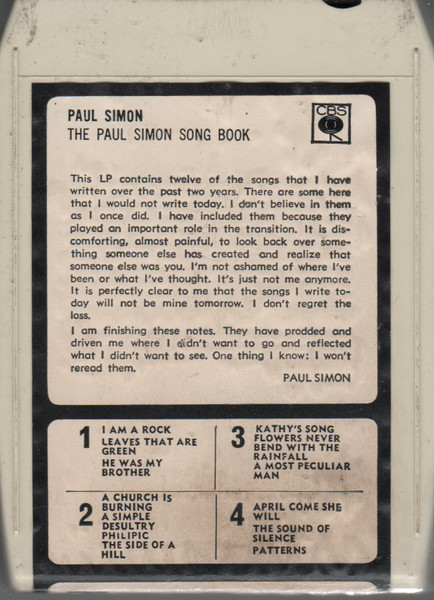 PAUL SIMON
THE PAUL SIMON SONG BOOK
CBS
This LP contains twelve of the songs that I have
written over the past two years. There are some here
that I would not write today. I don't believe in them
as I once did. I have included them because they
played an important role in the transition. It is dis-
comforting, almost painful, to look back over some-
thing someone else has created and realize that
someone else was you. I'm not ashamed of where I've
been or what I've thought. It's just not me anymore.
It is perfectly clear to me that the songs I write to-
day will not be mine tomorrow. I don't regret the
loss.
I am finishing these notes. They have prodded and
driven me where I didn't want to go and reflected
what I didn't want to see. One thing I know: I won't
reread them.
PAUL SIMON
1
I AM A ROCK
LEAVES THAT ARE
GREEN
HE WAS MY
BROTHER
2
A CHURCH IS
BURNING
A SIMPLE
DESULTRY
PHILIPIC
THE SIDE OF A
HILL
3
KATHY'S SONG
FLOWERS NEVER
BEND WITH THE
RAINFALL
A MOST PECULIAR
MAN
4
APRIL COME SHE
WILL
THE SOUND OF
SILENCE
PATTERNS